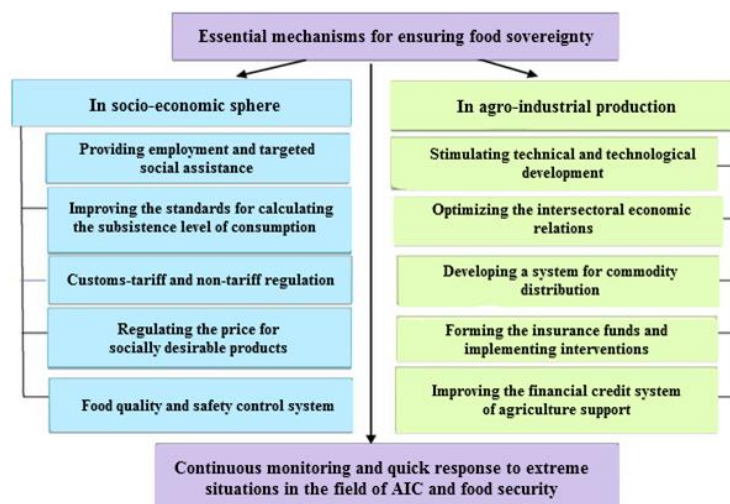 Essential mechanisms for ensuring food sovereignty
In socio-economic sphere
Providing employment and targeted
social assistance
Improving the standards for calculating
the subsistence level of consumption
Customs-tariff and non-tariff regulation
Regulating the price for
socially desirable products
Food quality and safety control system
In agro-industrial production
Stimulating technical and technological
development
Optimizing the intersectoral economic
relations
Developing a system for commodity
distribution
Forming the insurance funds and
implementing interventions
Improving the financial credit system
of agriculture support
Continuous monitoring and quick response to extreme
situations in the field of AIC and food security